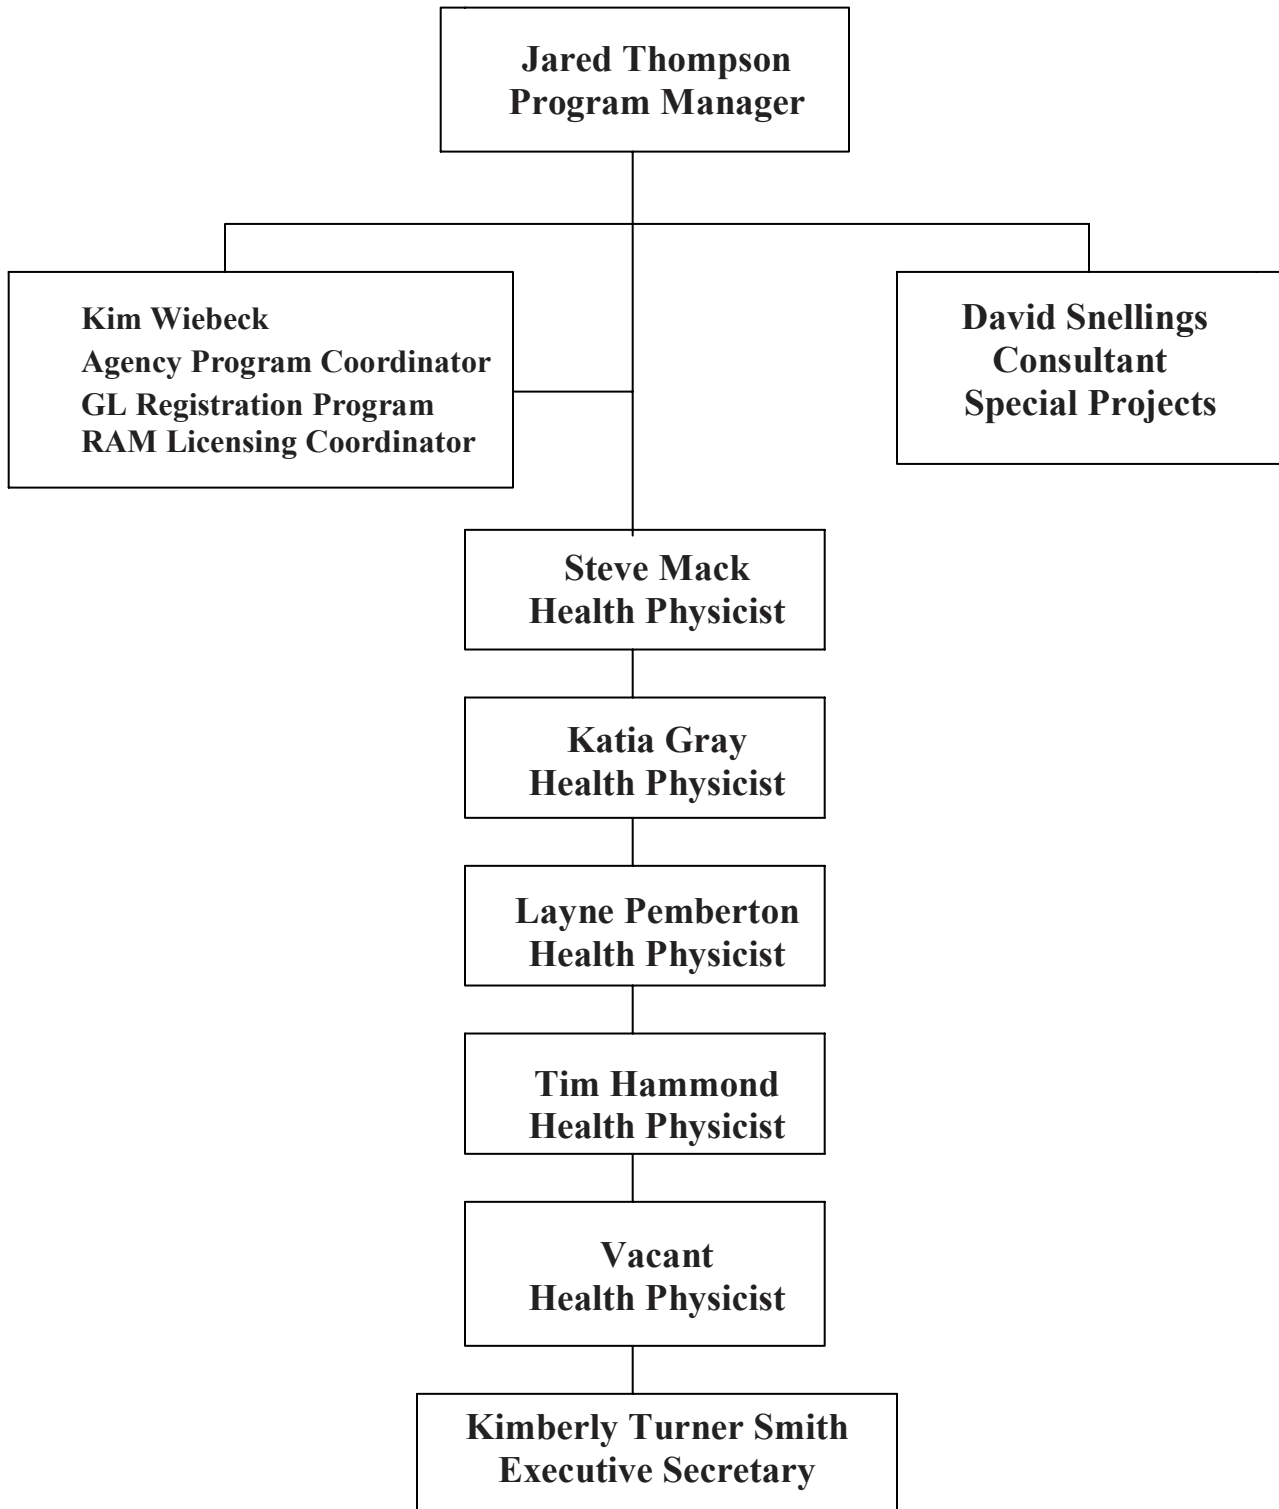 Jared Thompson
Program Manager
Kim Wiebeck
Agency Program Coordinator
GL Registration Program
RAM Licensing Coordinator
David Snellings
Consultant
Special Projects
Steve Mack
Health Physicist
Katia Gray
Health Physicist
Layne Pemberton
Health Physicist
Tim Hammond
Health Physicist
Vacant
Health Physicist
Kimberly Turner Smith
Executive Secretary